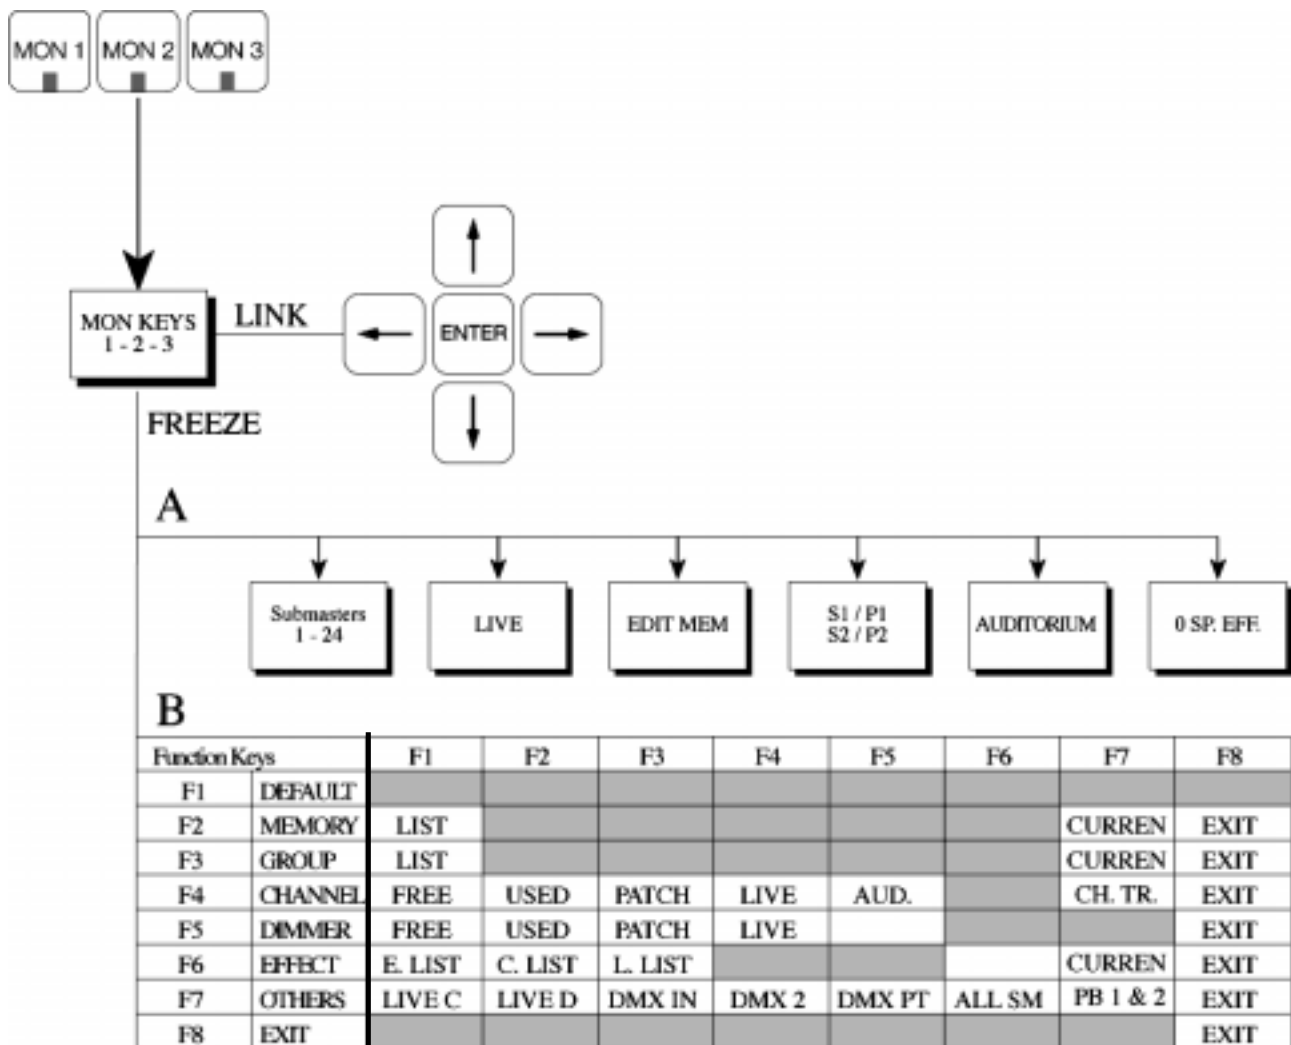 MON 1 MON 2 MON 3
MON KEYS
1 - 2 - 3
LINK
ENTER
FREEZE
A
Submasters
1 - 24
LIVE
EDIT MEM
S1 / P1
S2 / P2
AUDITORIUM
0 SP. EFF.
B
Function Keys F1 F2 F3 F4 F5 F6 F7 F8
F1 DEFAULT
F2 MEMORY LIST CURREN EXIT
F3 GROUP LIST CURREN EXIT
F4 CHANNEL FREE USED PATCH LIVE AUD. CH. TR. EXIT
F5 DIMMER FREE USED PATCH LIVE EXIT
F6 EFFECT E. LIST C. LIST L. LIST CURREN EXIT
F7 OTHERS LIVE C LIVE D DMX IN DMX 2 DMX PT ALL SM PB 1 & 2 EXIT
F8 EXIT EXIT